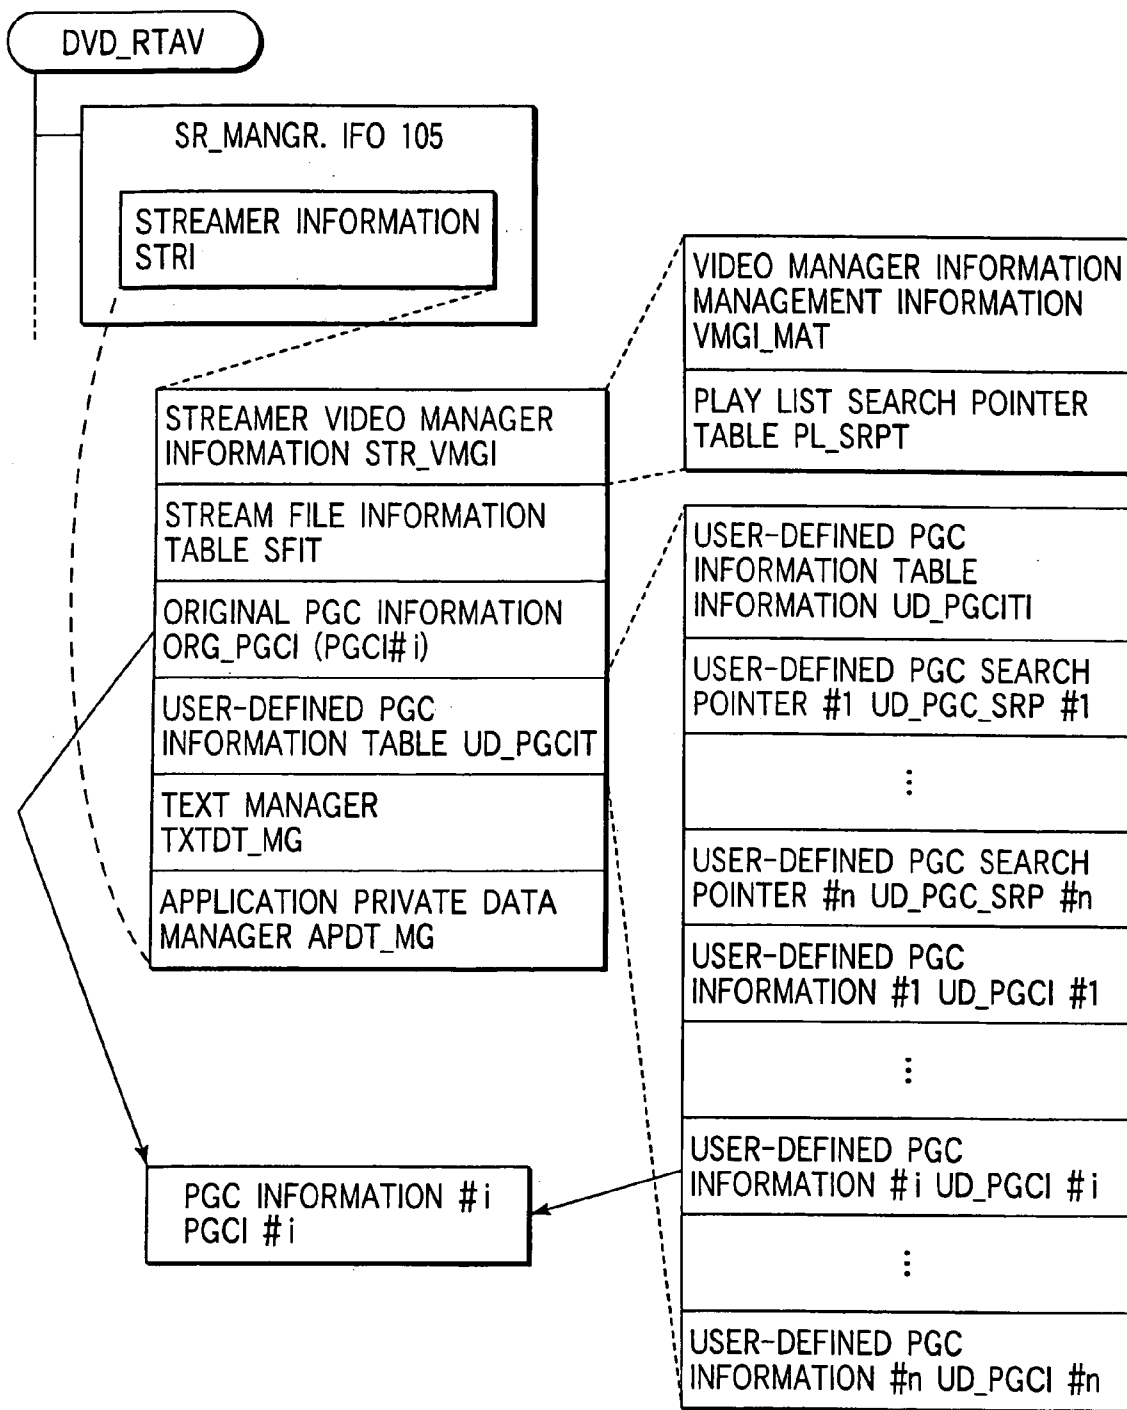 DVD_RTAV
SR_MANGR. IFO 105
STREAMER INFORMATION
STRI
VIDEO MANAGER INFORMATION
MANAGEMENT INFORMATION
VMGI_MAT
PLAY LIST SEARCH POINTER
TABLE PL_SRPT
STREAMER VIDEO MANAGER
INFORMATION STR_VMGI
STREAM FILE INFORMATION
TABLE SFIT
ORIGINAL PGC INFORMATION
ORG_PGCI (PGCI#i)
USER-DEFINED PGC
INFORMATION TABLE UD_PGCIT
TEXT MANAGER
TXTDT_MG
APPLICATION PRIVATE DATA
MANAGER APDT_MG
USER-DEFINED PGC
INFORMATION TABLE
INFORMATION UD_PGCITI
USER-DEFINED PGC SEARCH
POINTER #1 UD_PGC_SRP #1
⋮
USER-DEFINED PGC SEARCH
POINTER #n UD_PGC_SRP #n
USER-DEFINED PGC
INFORMATION #1 UD_PGCI #1
⋮
USER-DEFINED PGC
INFORMATION #i UD_PGCI #i
⋮
USER-DEFINED PGC
INFORMATION #n UD_PGCI #n
PGC INFORMATION #i
PGCI #i